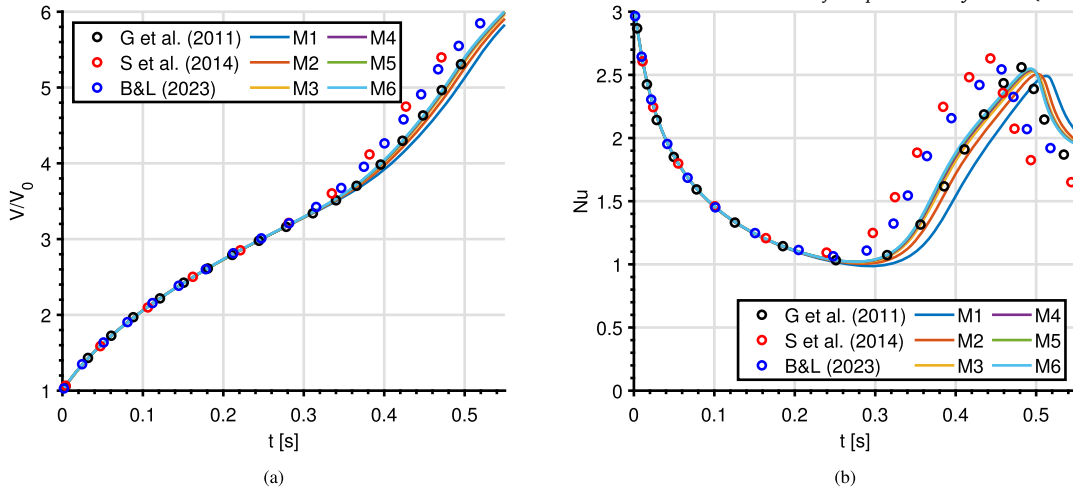 6
5
4
3
2
1
V/V0
G et al. (2011)
S et al. (2014)
B&L (2023)
M1
M2
M3
M4
M5
M6
0
0.1
0.2
0.3
0.4
0.5
t [s]
(a)
3
2.5
2
1.5
1
0.5
0
Nu
G et al. (2011)
S et al. (2014)
B&L (2023)
M1
M2
M3
M4
M5
M6
0
0.1
0.2
0.3
0.4
0.5
t [s]
(b)